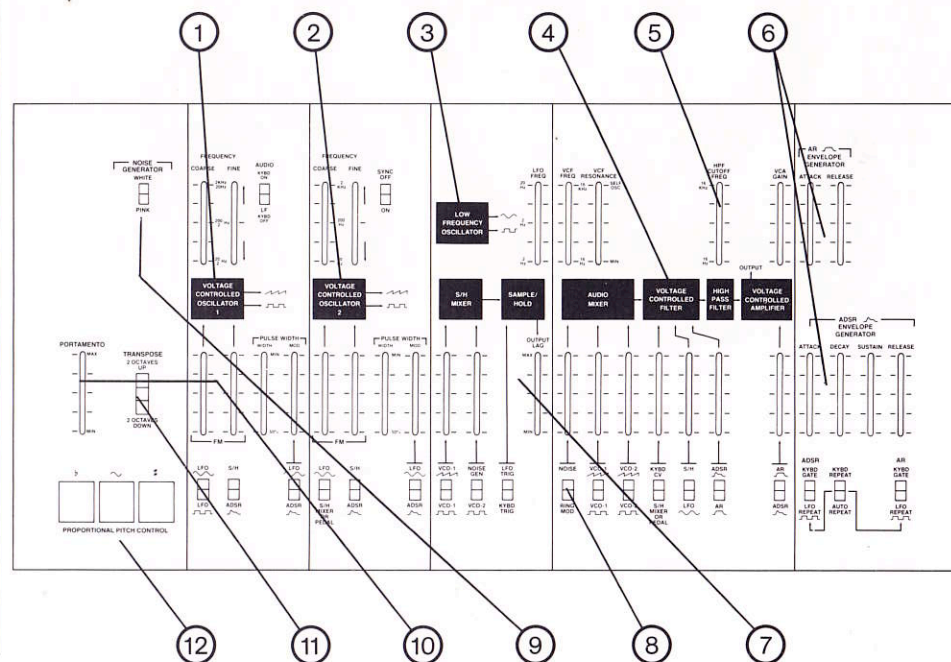 1 2 3 4 5 6
NOISE
GENERATOR
WHITE
PINK
PORTAMENTO
MAX
MIN
TRANSPOSE
2 OCTAVES
UP
2 OCTAVES
DOWN
PROPORTIONAL PITCH CONTROL
FREQUENCY
COARSE FINE
AUDIO
KYBD
ON
LF
KYBD
OFF
VOLTAGE
CONTROLLED
OSCILLATOR
1
PULSE WIDTH
WIDTH MOD
MIN
FM
LFO
LFO
S/H
ADSR
LFO
ADSR
FREQUENCY
COARSE FINE
SYNC
OFF
ON
VOLTAGE
CONTROLLED
OSCILLATOR
2
PULSE WIDTH
WIDTH MOD
MIN
FM
LFO
S/H
MIXER
OR
PEDAL
S/H
ADSR
LFO
ADSR
LOW
FREQUENCY
OSCILLATOR
LFO
FREQ
S/H
MIXER
SAMPLE/
HOLD
OUTPUT
LAG
MAX
MIN
VCO-1
VCO-1
NOISE
GEN
VCO-2
LFO
TRIG
KYBD
TRIG
VCF
FREQ
VCF
RESONANCE
SELF
OSC
MIN
HPF
CUTOFF
FREQ
VCA
GAIN
AUDIO
MIXER
VOLTAGE
CONTROLLED
FILTER
HIGH
PASS
FILTER
OUTPUT
VOLTAGE
CONTROLLED
AMPLIFIER
NOISE
RING
MOD
VCO-1
VCO-1
VCO-2
VCO-2
KYBD
CV
S/H
MIXER
OR
PEDAL
S/H
LFO
ADSR
AR
AR
ADSR
AR
ENVELOPE
GENERATOR
ATTACK RELEASE
ADSR
ENVELOPE
GENERATOR
ATTACK DECAY SUSTAIN RELEASE
ADSR
KYBD
GATE
LFO
REPEAT
KYBD
REPEAT
AUTO
REPEAT
AR
KYBD
GATE
LFO
REPEAT
12 11 10 9 8 7